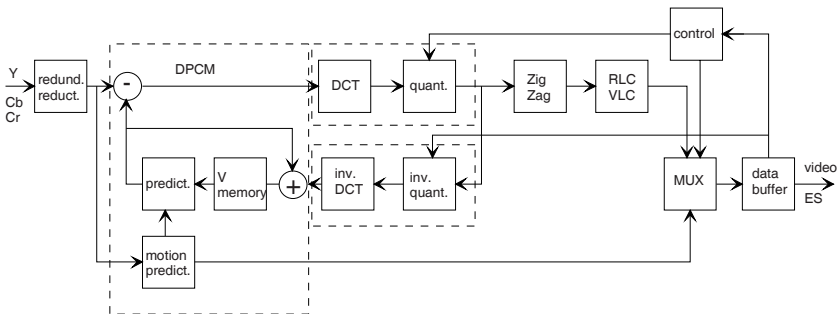 control
Y
Cb
Cr
redund.
reduct.
-
DPCM
DCT
quant.
Zig
Zag
RLC
VLC
predict.
V
memory
+
inv.
DCT
inv.
quant.
MUX
data
buffer
video
ES
motion
predict.